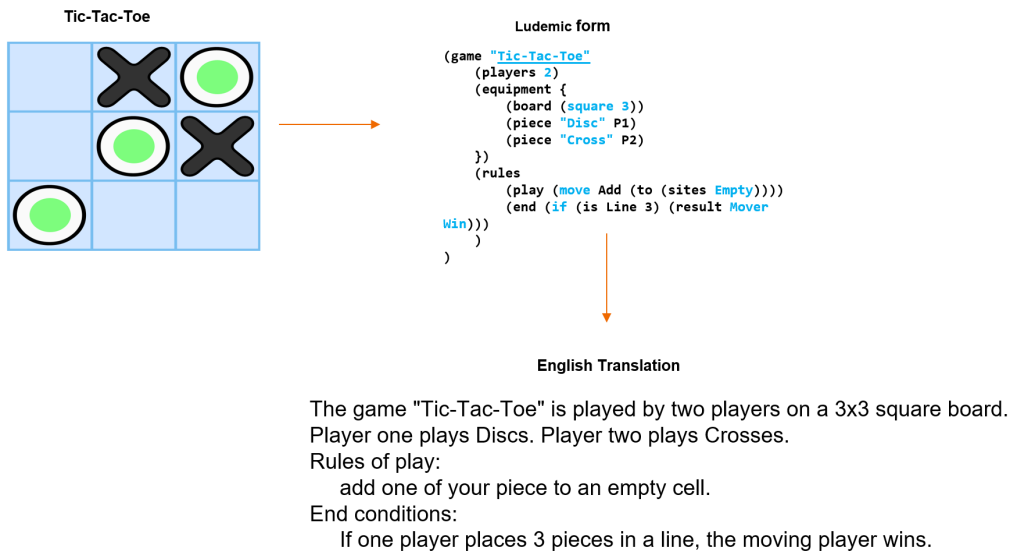 Tic-Tac-Toe
Ludemic form
(game "Tic-Tac-Toe"
(players 2)
(equipment {
(board (square 3))
(piece "Disc" P1)
(piece "Cross" P2)
})
(rules
(play (move Add (to (sites Empty))))
(end (if (is Line 3) (result Mover
Win)))
)
)
English Translation
The game "Tic-Tac-Toe" is played by two players on a 3x3 square board.
Player one plays Discs. Player two plays Crosses.
Rules of play:
add one of your piece to an empty cell.
End conditions:
If one player places 3 pieces in a line, the moving player wins.